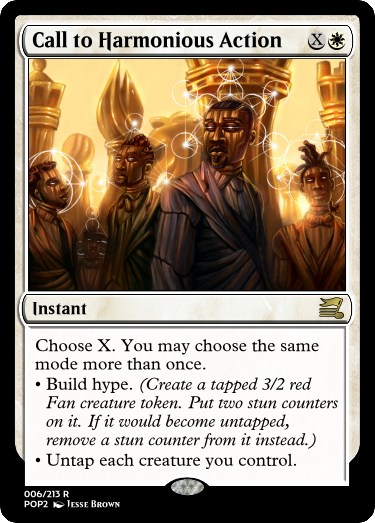 Call to Harmonious Action X
Instant
Choose X. You may choose the same
mode more than once.
• Build hype. (Create a tapped 3/2 red
Fan creature token. Put two stun counters
on it. If it would become untapped,
remove a stun counter from it instead.)
• Untap each creature you control.
006/213 R
POP2 Jesse Brown